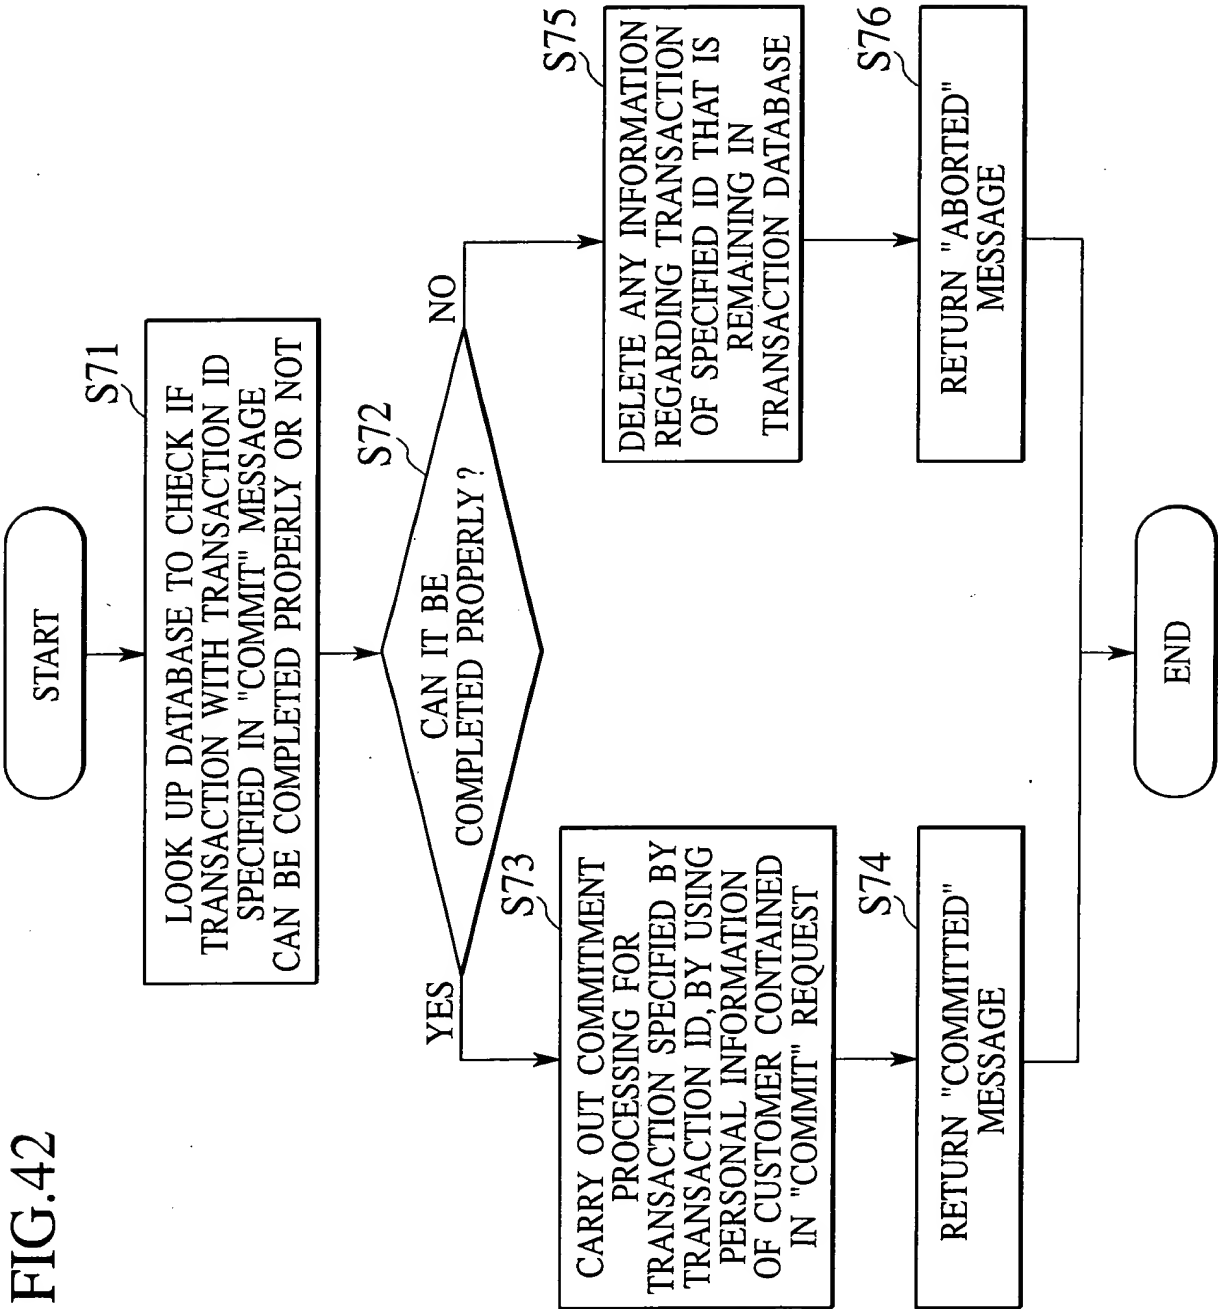 FIG.42
START
S71
LOOK UP DATABASE TO CHECK IF
TRANSACTION WITH TRANSACTION ID
SPECIFIED IN "COMMIT" MESSAGE
CAN BE COMPLETED PROPERLY OR NOT
S72
CAN IT BE
COMPLETED PROPERLY?
YES
NO
S73
CARRY OUT COMMITMENT
PROCESSING FOR
TRANSACTION SPECIFIED BY
TRANSACTION ID, BY USING
PERSONAL INFORMATION
OF CUSTOMER CONTAINED
IN "COMMIT" REQUEST
S74
RETURN "COMMITTED"
MESSAGE
S75
DELETE ANY INFORMATION
REGARDING TRANSACTION
OF SPECIFIED ID THAT IS
REMAINING IN
TRANSACTION DATABASE
S76
RETURN "ABORTED"
MESSAGE
END